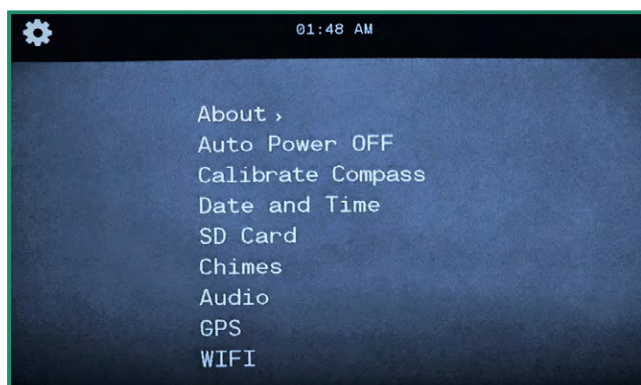 01:48 AM
About ›
Auto Power OFF
Calibrate Compass
Date and Time
SD Card
Chimes
Audio
GPS
WIFI